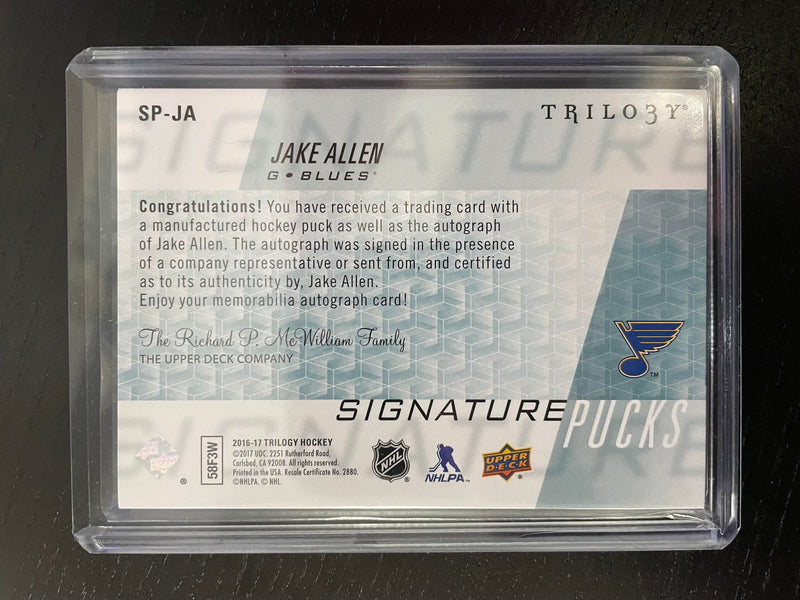 SP-JA
TRILO3Y
JAKE ALLEN
G • BLUES®
Congratulations! You have received a trading card with
a manufactured hockey puck as well as the autograph
of Jake Allen. The autograph was signed in the presence
of a company representative or sent from, and certified
as to its authenticity by, Jake Allen.
Enjoy your memorabilia autograph card!
The Richard P. McWilliam Family
THE UPPER DECK COMPANY
TM
SIGNATURE PUCKS
58F3W
2016-17 TRILOGY HOCKEY
©2017 UDC. 2251 Rutherford Road,
Carlsbad, CA 92008. All rights reserved.
Printed in the USA. Resale Certificate No. 2880.
©NHLPA. © NHL.
®
NHL
NHLPA™
UPPER
DECK
SIGNATURE
SIGNATURE